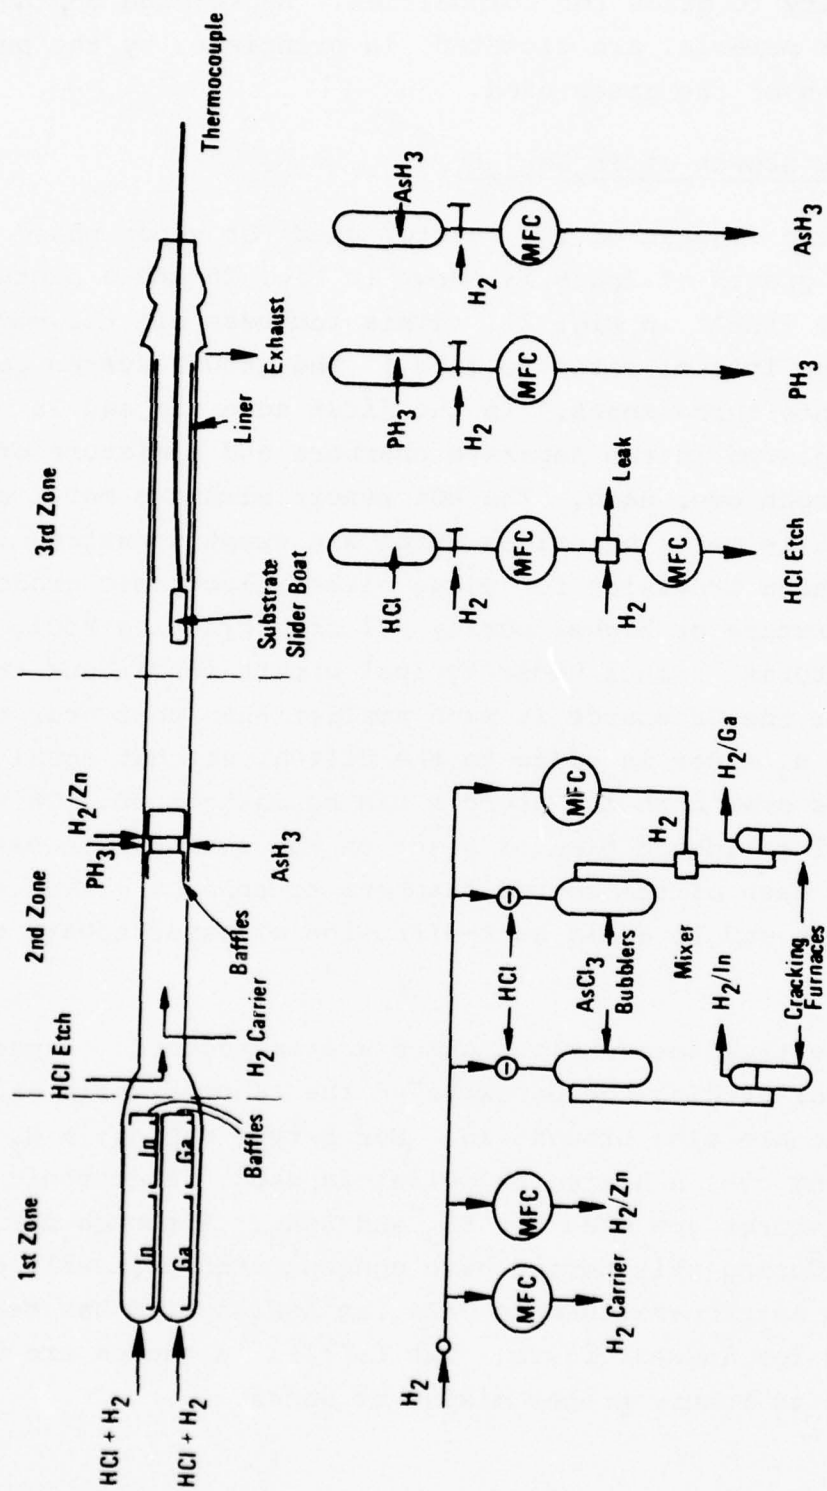 1st Zone
2nd Zone
3rd Zone
HCl + H2
HCl + H2
In
In
Ga
Ga
Baffles
HCl Etch
H2 Carrier
Baffles
PH3
H2/Zn
AsH3
Substrate
Slider Boat
Liner
Exhaust
Thermocouple
H2
MFC
H2 Carrier
MFC
H2/Zn
HCl
AsCl3
Bubblers
MFC
H2
Mixer
H2/In
H2/Ga
Cracking
Furnaces
HCl
H2
MFC
H2
Leak
MFC
HCl Etch
PH3
H2
MFC
PH3
AsH3
H2
MFC
AsH3